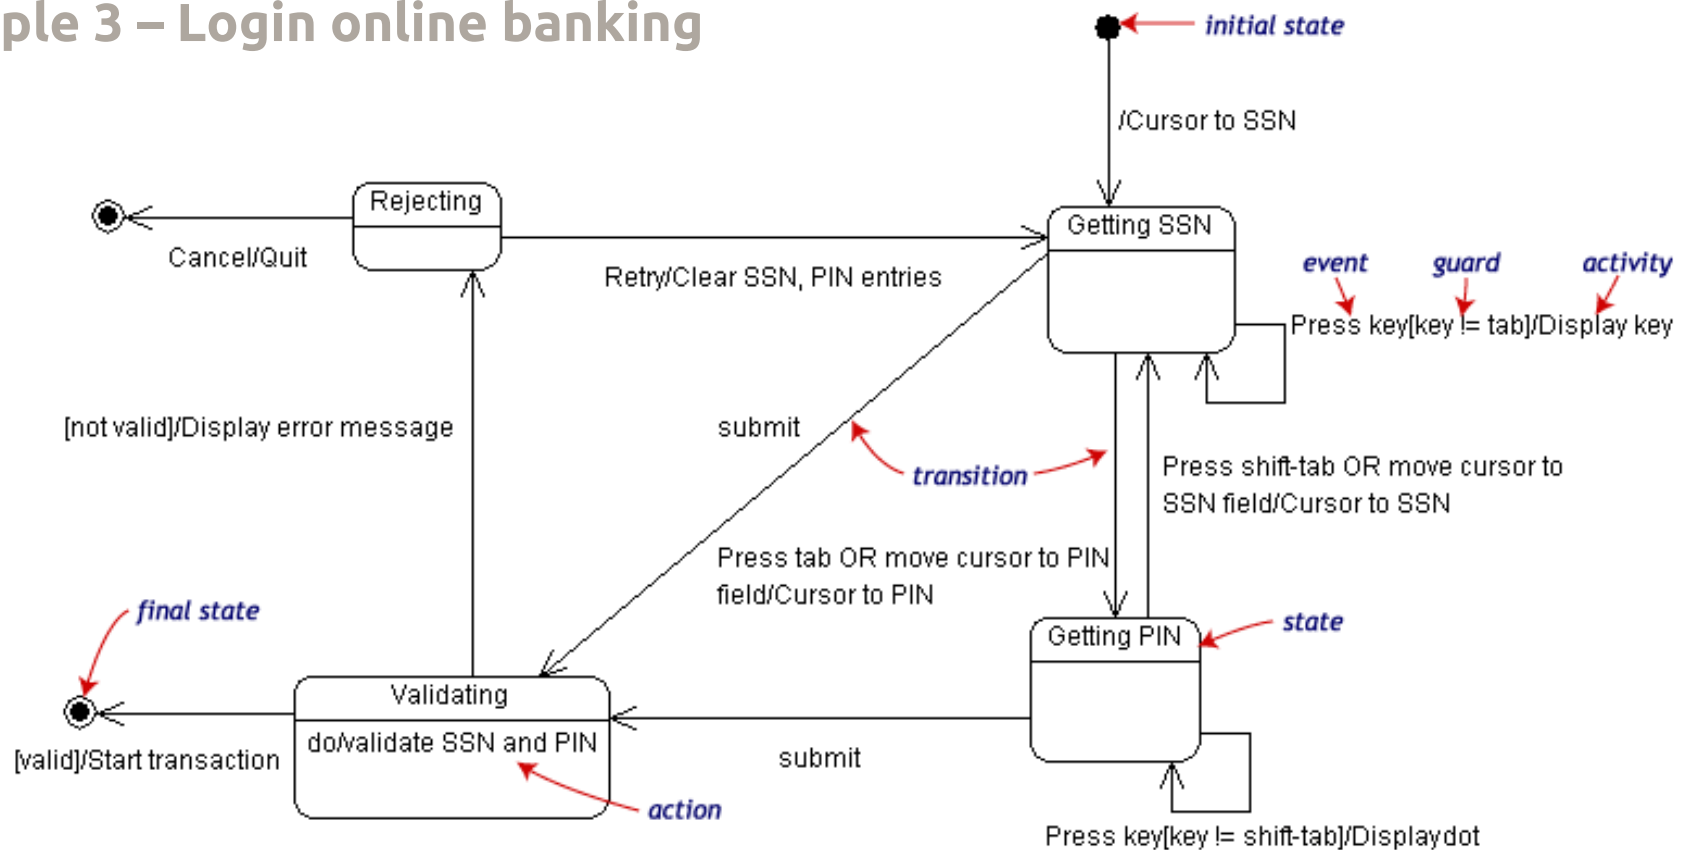 ple 3 – Login online banking
initial state
/Cursor to SSN
Rejecting
Getting SSN
Cancel/Quit
Retry/Clear SSN, PIN entries
event guard activity
Press key[key != tab]/Display key
[not valid]/Display error message
submit
transition
Press shift-tab OR move cursor to
SSN field/Cursor to SSN
Press tab OR move cursor to PIN
field/Cursor to PIN
final state
state
Getting PIN
Validating
do/validate SSN and PIN
[valid]/Start transaction
submit
action
Press key[key != shift-tab]/Displaydot